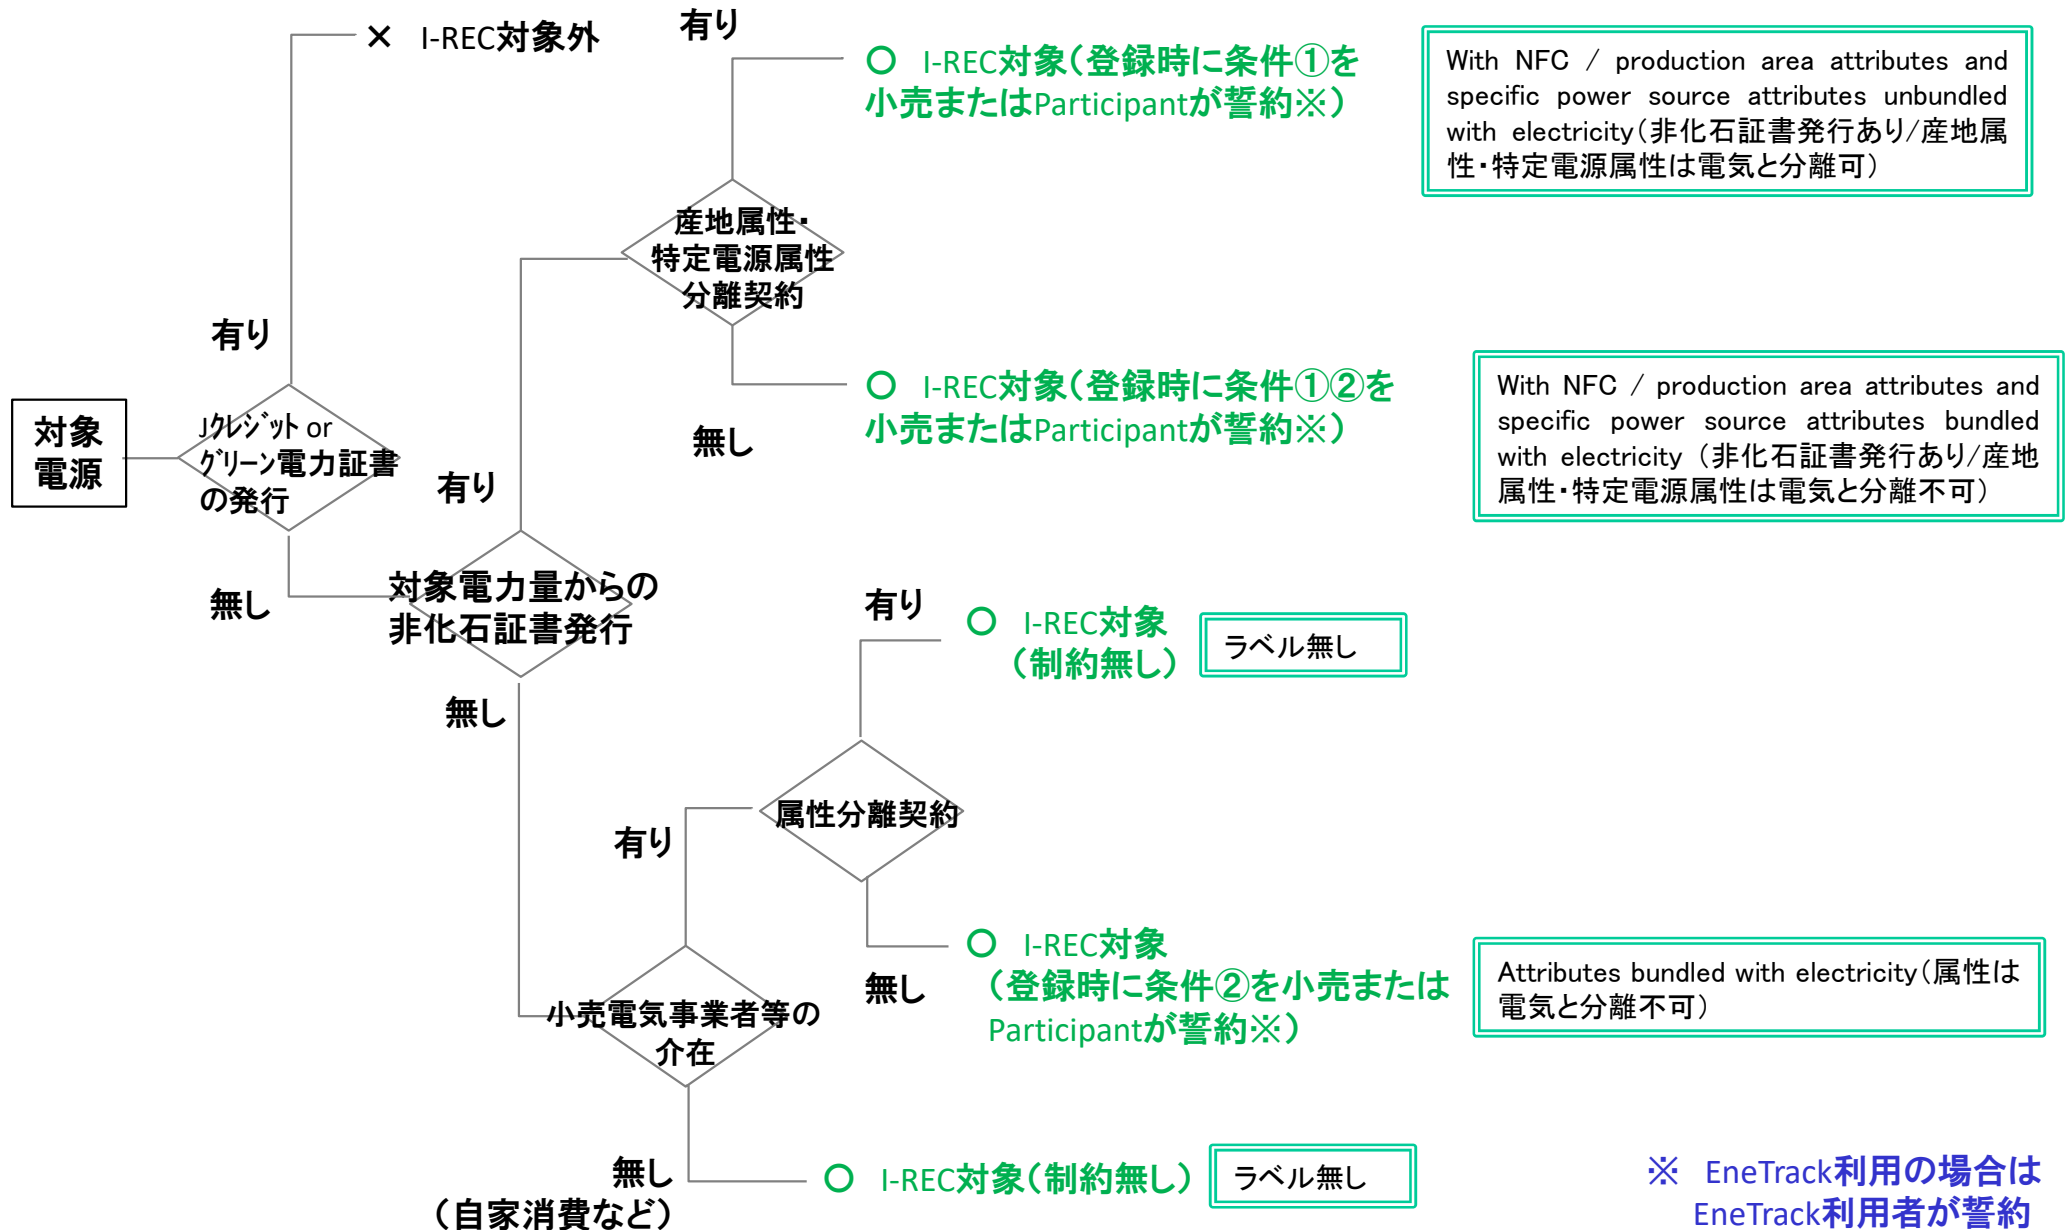 × I-REC対象外
有り
○ I-REC対象(登録時に条件①を
小売またはParticipantが誓約※)
With NFC / production area attributes and
specific power source attributes unbundled
with electricity(非化石証書発行あり/産地属
性・特定電源属性は電気と分離可)
産地属性・
特定電源属性
分離契約
有り
○ I-REC対象(登録時に条件①②を
小売またはParticipantが誓約※)
With NFC / production area attributes and
specific power source attributes bundled
with electricity (非化石証書発行あり/産地
属性・特定電源属性は電気と分離不可)
無し
対象
電源
Jクレジット or
グリーン電力証書
の発行
有り
無し
対象電力量からの
非化石証書発行
有り
○ I-REC対象
(制約無し)
ラベル無し
無し
属性分離契約
有り
○ I-REC対象
(登録時に条件②を小売または
Participantが誓約※)
Attributes bundled with electricity(属性は
電気と分離不可)
無し
小売電気事業者等の
介在
無し
(自家消費など)
○ I-REC対象(制約無し)
ラベル無し
※ EneTrack利用の場合は
EneTrack利用者が誓約